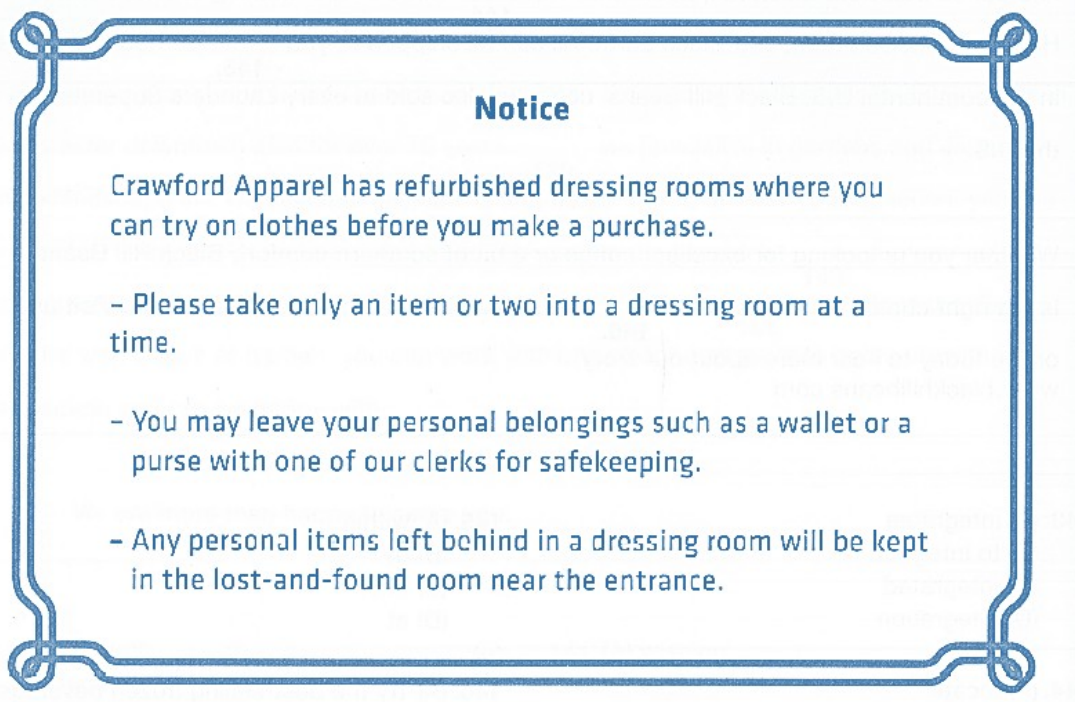 Notice
Crawford Apparel has refurbished dressing rooms where you
can try on clothes before you make a purchase.
– Please take only an item or two into a dressing room at a
time.
– You may leave your personal belongings such as a wallet or a
purse with one of our clerks for safekeeping.
– Any personal items left behind in a dressing room will be kept
in the lost-and-found room near the entrance.